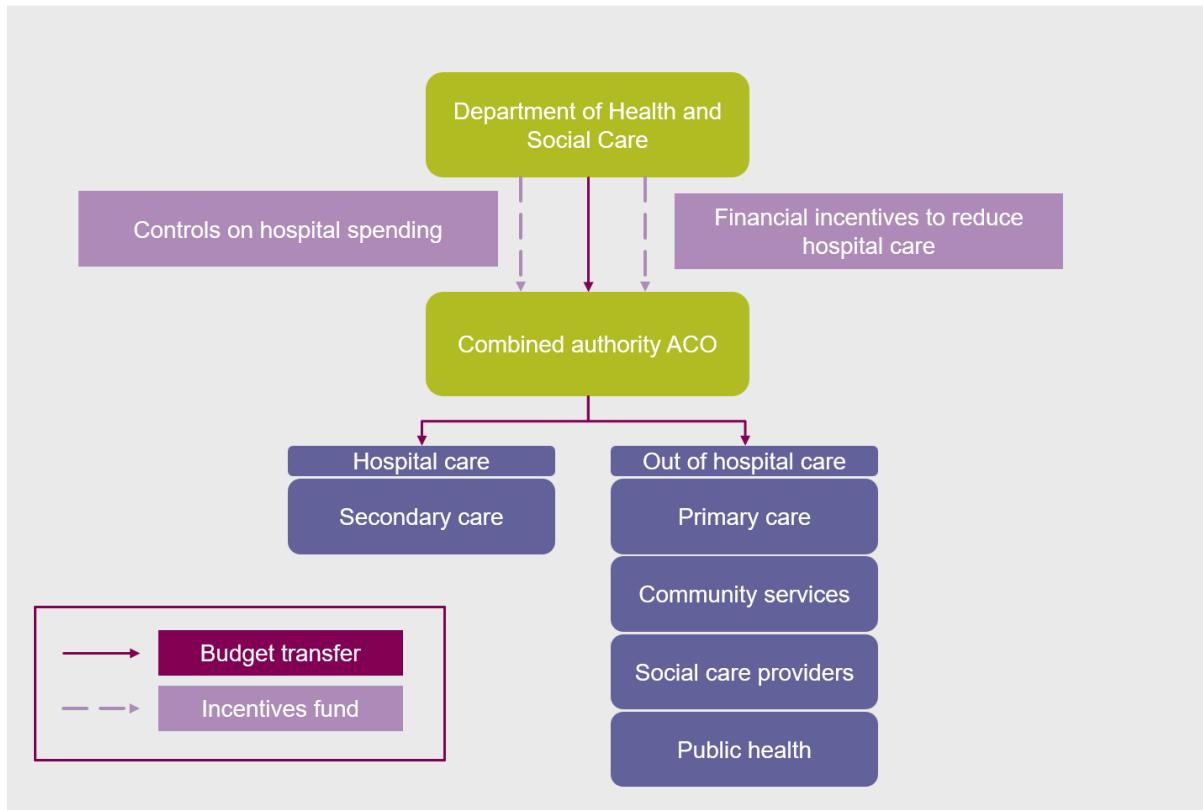 Department of Health and
Social Care
Controls on hospital spending
Financial incentives to reduce
hospital care
Combined authority ACO
Hospital care
Out of hospital care
Secondary care
Primary care
Community services
Social care providers
Public health
Budget transfer
Incentives fund